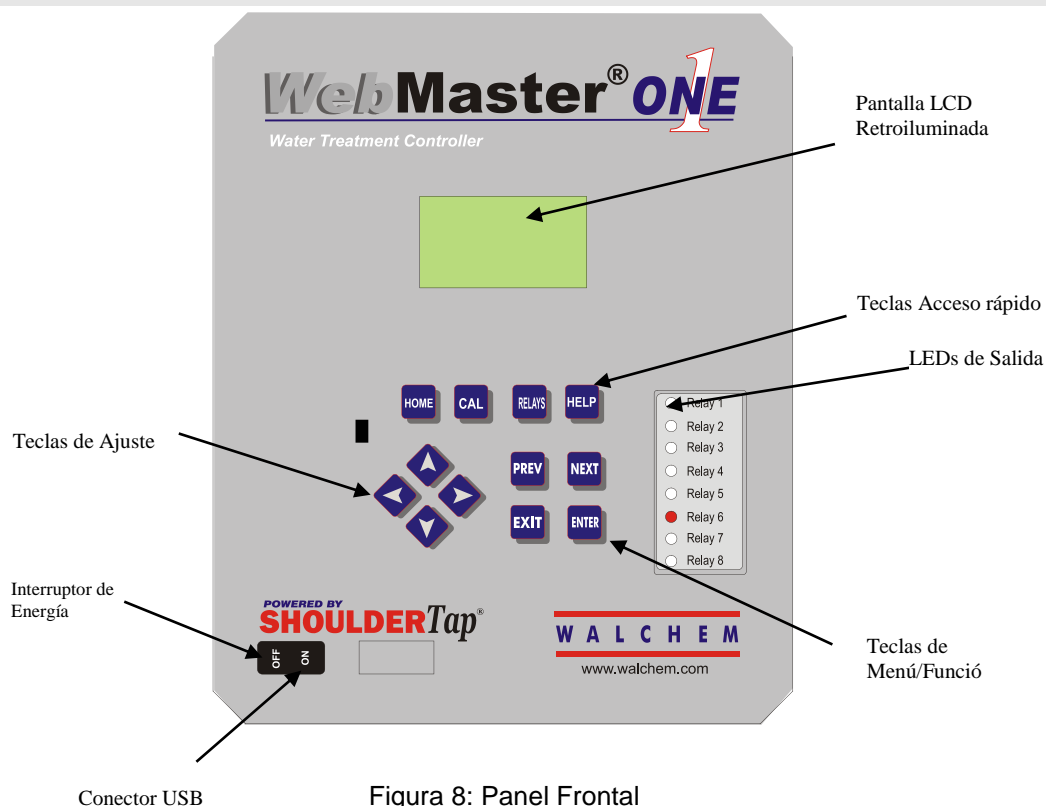 WebMaster® ONE 1
Water Treatment Controller
Pantalla LCD
Retroiluminada
Teclas Acceso rápido
LEDs de Salida
HOME CAL RELAYS HELP
Relay 1
Relay 2
Relay 3
Relay 4
Relay 5
Relay 6
Relay 7
Relay 8
Teclas de Ajuste
PREV NEXT
EXIT ENTER
Interruptor de
Energía
POWERED BY
SHOULDERTap®
OFF
ON
WALCHEM
www.walchem.com
Teclas de
Menú/Funció
Conector USB
Figura 8: Panel Frontal